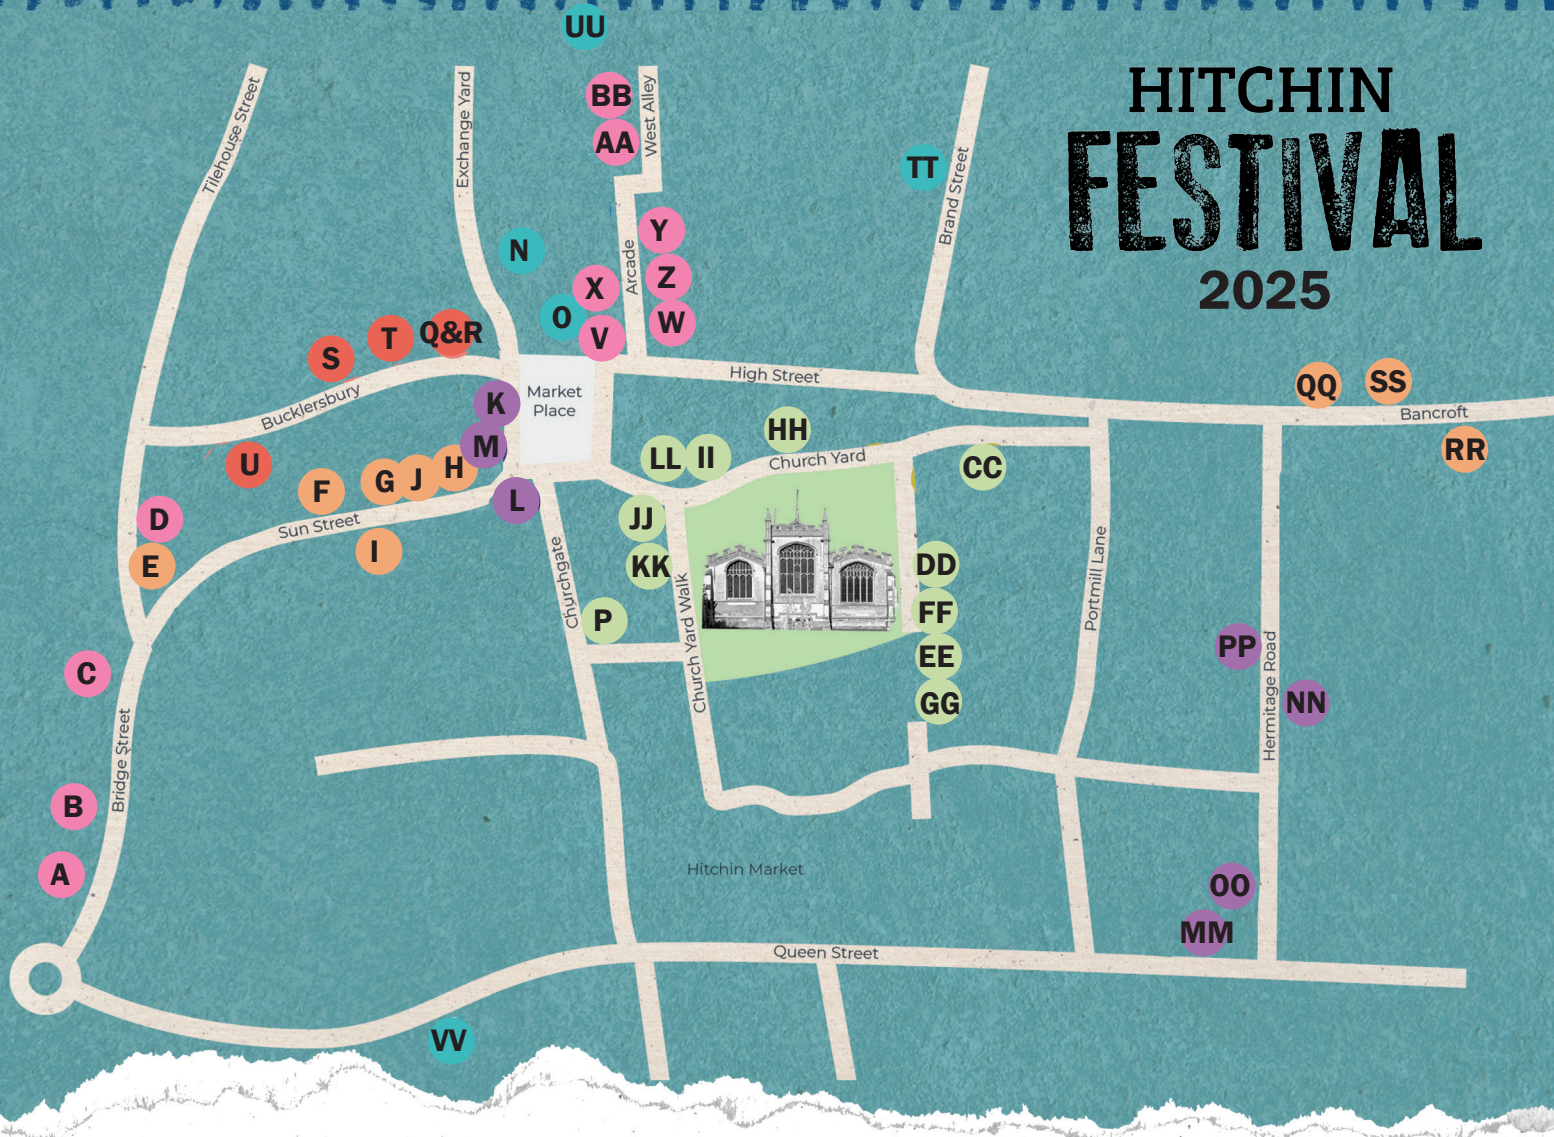 HITCHIN
FESTIVAL
2025
UU
BB
AA
West Alley
Exchange Yard
Tilehouse Street
TT
Brand Street
N
Y
X
Z
Arcade
O
V
W
S
T
Q&R
Bucklersbury
K
Market
Place
High Street
QQ
SS
Bancroft
RR
M
HH
LL
II
Church Yard
CC
U
F
G
J
H
L
D
Sun Street
E
I
JJ
KK
Churchgate
P
Church Yard Walk
DD
FF
EE
GG
Portmill Lane
PP
NN
Hermitage Road
C
Bridge Street
B
A
Hitchin Market
OO
MM
Queen Street
VV